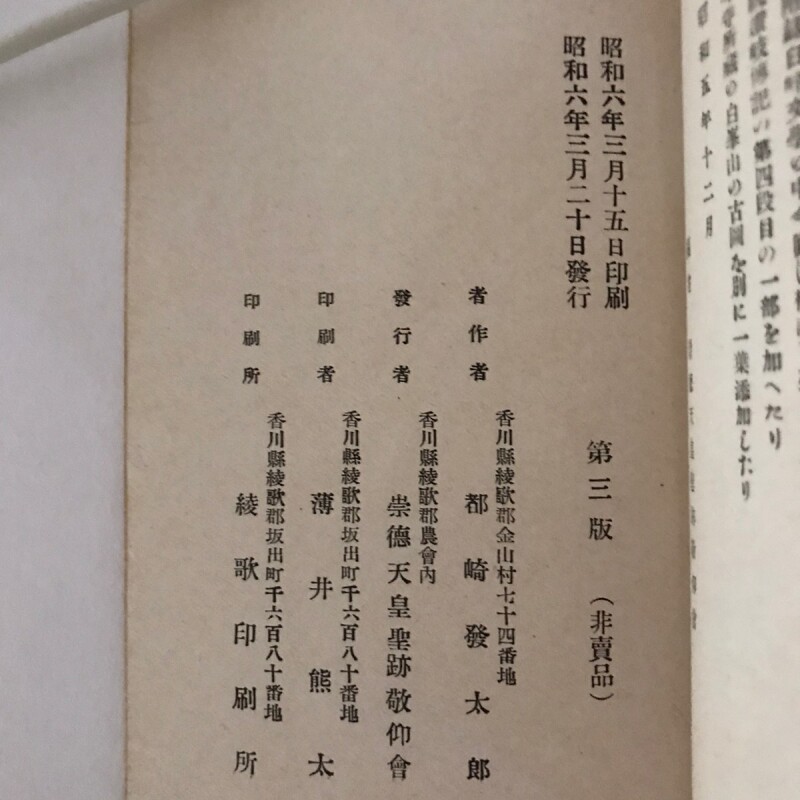 讃岐傳記の第四段目の一部を加へたり
所藏の白峯山の古圖を別に一葉添加したり
昭和五年十二月
昭和六年三月十五日印刷
昭和六年三月二十日發行
第三版 （非賣品）
著作者
香川縣綾歌郡金山村七十四番地
都崎發太郎
發行者
香川縣綾歌郡農會內
崇德天皇聖跡敬仰會
印刷者
香川縣綾歌郡坂出町千六百八十番地
薄井熊太
印刷所
香川縣綾歌郡坂出町千六百八十番地
綾歌印刷所